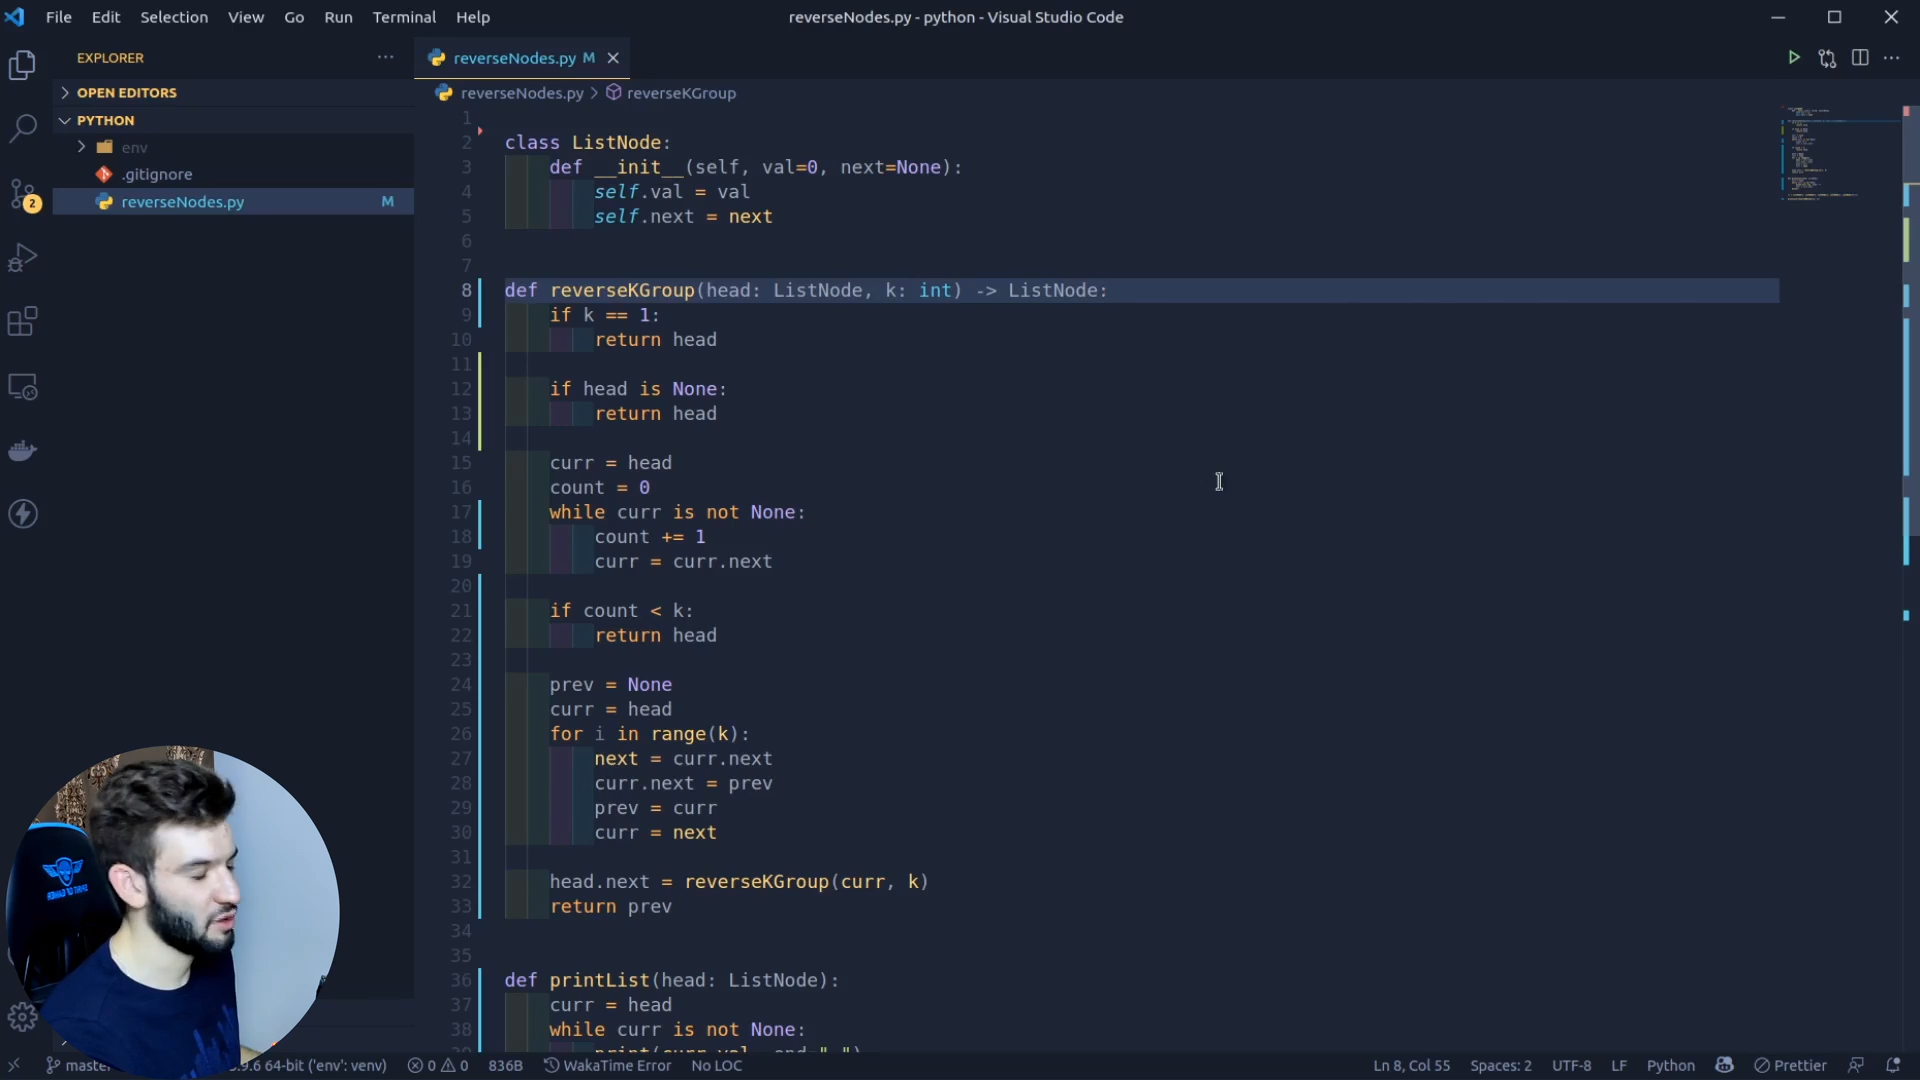 File Edit Selection View Go Run Terminal Help
reverseNodes.py - python - Visual Studio Code
EXPLORER
OPEN EDITORS
PYTHON
env
.gitignore
reverseNodes.py M
2
reverseNodes.py M
reverseNodes.py > reverseKGroup
1
2 class ListNode:
3 def __init__(self, val=0, next=None):
4 self.val = val
5 self.next = next
6
7
8 def reverseKGroup(head: ListNode, k: int) -> ListNode:
9 if k == 1:
10 return head
11
12 if head is None:
13 return head
14
15 curr = head
16 count = 0
17 while curr is not None:
18 count += 1
19 curr = curr.next
20
21 if count < k:
22 return head
23
24 prev = None
25 curr = head
26 for i in range(k):
27 next = curr.next
28 curr.next = prev
29 prev = curr
30 curr = next
31
32 head.next = reverseKGroup(curr, k)
33 return prev
34
35
36 def printList(head: ListNode):
37 curr = head
38 while curr is not None:
.9.6 64-bit ('env': venv) 0 0 836B WakaTime Error No LOC Ln 8, Col 55 Spaces: 2 UTF-8 LF Python Prettier